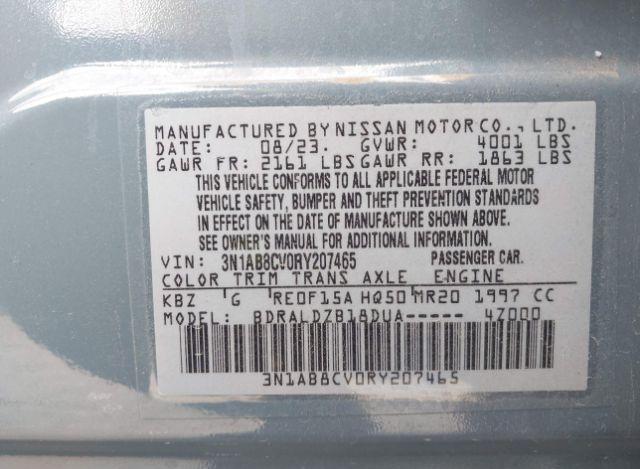 MANUFACTURED BY NISSAN MOTOR CO., LTD.
DATE: 08/23. GVWR: 4001 LBS
GAWR FR: 2161 LBS GAWR RR: 1863 LBS
THIS VEHICLE CONFORMS TO ALL APPLICABLE FEDERAL MOTOR
VEHICLE SAFETY, BUMPER AND THEFT PREVENTION STANDARDS
IN EFFECT ON THE DATE OF MANUFACTURE SHOWN ABOVE.
SEE OWNER'S MANUAL FOR ADDITIONAL INFORMATION.
VIN: 3N1AB8CV0RY207465 PASSENGER CAR.
COLOR TRIM TRANS AXLE ENGINE
KBZ G RE0F15A HQ50 MR20 1997 CC
MODEL: BDRALDZB18DUA----- 4Z000
3N1AB8CV0RY207465